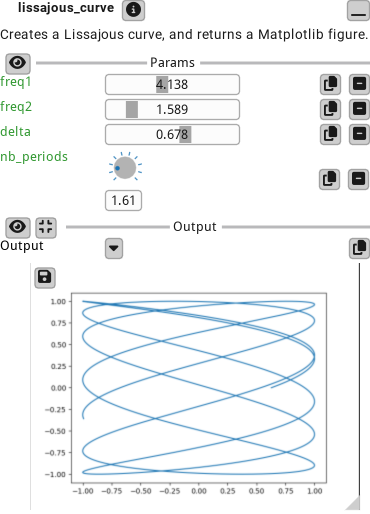 lissajous_curve
Creates a Lissajous curve, and returns a Matplotlib figure.
Params
freq1 4.138
freq2 1.589
delta 0.678
nb_periods
1.61
Output
Output
1.00
0.75
0.50
0.25
0.00
−0.25
−0.50
−0.75
−1.00
−1.00 −0.75 −0.50 −0.25 0.00 0.25 0.50 0.75 1.00